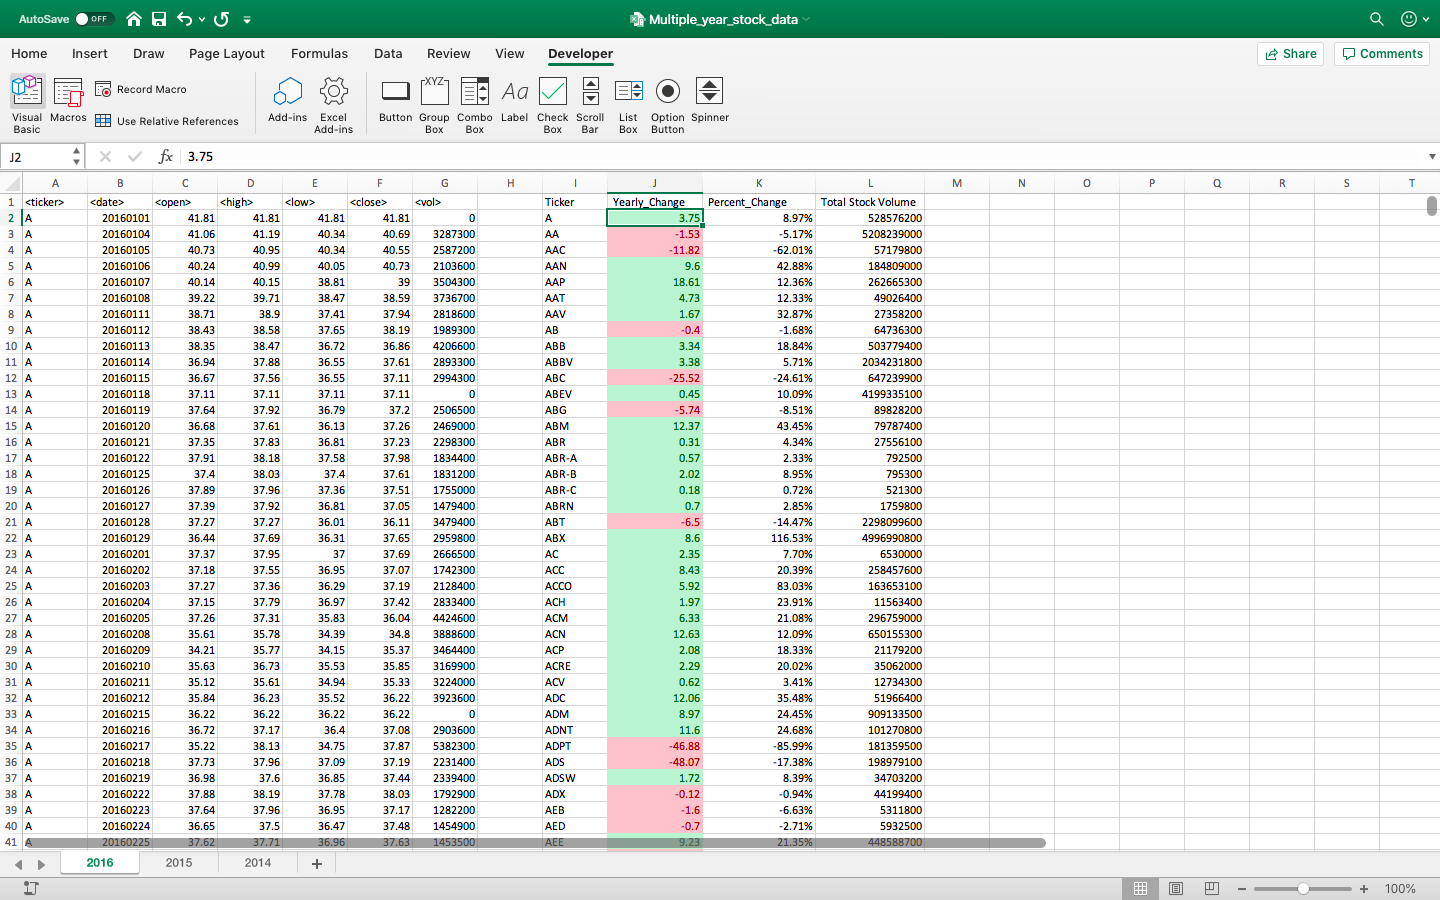 AutoSave OFF Multiple_year_stock_data
Home Insert Draw Page Layout Formulas Data Review View Developer Share Comments
Visual Basic Macros Record Macro Use Relative References Add-ins Excel Add-ins Button Group Box Combo Box Label Check Box Scroll Bar List Box Option Button Spinner
XYZ Aa
J2 fx 3.75
A B C D E F G H I J K L M N O P Q R S T
1 <ticker> <date> <open> <high> <low> <close> <vol> Ticker Yearly_Change Percent_Change Total Stock Volume
2 A 20160101 41.81 41.81 41.81 41.81 0 A 3.75 8.97% 528576200
3 A 20160104 41.06 41.19 40.34 40.69 3287300 AA -1.53 -5.17% 5208239000
4 A 20160105 40.73 40.95 40.34 40.55 2587200 AAC -11.82 -62.01% 57179800
5 A 20160106 40.24 40.99 40.05 40.73 2103600 AAN 9.6 42.88% 184809000
6 A 20160107 40.14 40.15 38.81 39 3504300 AAP 18.61 12.36% 262665300
7 A 20160108 39.22 39.71 38.47 38.59 3736700 AAT 4.73 12.33% 49026400
8 A 20160111 38.71 38.9 37.41 37.94 2818600 AAV 1.67 32.87% 27358200
9 A 20160112 38.43 38.58 37.65 38.19 1989300 AB -0.4 -1.68% 64736300
10 A 20160113 38.35 38.47 36.72 36.86 4206600 ABB 3.34 18.84% 503779400
11 A 20160114 36.94 37.88 36.55 37.61 2893300 ABBV 3.38 5.71% 2034231800
12 A 20160115 36.67 37.56 36.55 37.11 2994300 ABC -25.52 -24.61% 647239900
13 A 20160118 37.11 37.11 37.11 37.11 0 ABEV 0.45 10.09% 4199335100
14 A 20160119 37.64 37.92 36.79 37.2 2506500 ABG -5.74 -8.51% 89828200
15 A 20160120 36.68 37.61 36.13 37.26 2469000 ABM 12.37 43.45% 79787400
16 A 20160121 37.35 37.83 36.81 37.23 2298300 ABR 0.31 4.34% 27556100
17 A 20160122 37.91 38.18 37.58 37.98 1834400 ABR-A 0.57 2.33% 792500
18 A 20160125 37.4 38.03 37.4 37.61 1831200 ABR-B 2.02 8.95% 795300
19 A 20160126 37.89 37.96 37.36 37.51 1755000 ABR-C 0.18 0.72% 521300
20 A 20160127 37.39 37.92 36.81 37.05 1479400 ABRN 0.7 2.85% 1759800
21 A 20160128 37.27 37.27 36.01 36.11 3479400 ABT -6.5 -14.47% 2298099600
22 A 20160129 36.44 37.69 36.31 37.65 2959800 ABX 8.6 116.53% 4996990800
23 A 20160201 37.37 37.95 37 37.69 2666500 AC 2.35 7.70% 6530000
24 A 20160202 37.18 37.55 36.95 37.07 1742300 ACC 8.43 20.39% 258457600
25 A 20160203 37.27 37.36 36.29 37.19 2128400 ACCO 5.92 83.03% 163653100
26 A 20160204 37.15 37.79 36.97 37.42 2833400 ACH 1.97 23.91% 11563400
27 A 20160205 37.26 37.31 35.83 36.04 4424600 ACM 6.33 21.08% 296759000
28 A 20160208 35.61 35.78 34.39 34.8 3888600 ACN 12.63 12.09% 650155300
29 A 20160209 34.21 35.77 34.15 35.37 3464400 ACP 2.08 18.33% 21179200
30 A 20160210 35.63 36.73 35.53 35.85 3169900 ACRE 2.29 20.02% 35062000
31 A 20160211 35.12 35.61 34.94 35.33 3224000 ACV 0.62 3.41% 12734300
32 A 20160212 35.84 36.23 35.52 36.22 3923600 ADC 12.06 35.48% 51966400
33 A 20160215 36.22 36.22 36.22 36.22 0 ADM 8.97 24.45% 909133500
34 A 20160216 36.72 37.17 36.4 37.08 2903600 ADNT 11.6 24.68% 101270800
35 A 20160217 35.22 38.13 34.75 37.87 5382300 ADPT -46.88 -85.99% 181359500
36 A 20160218 37.73 37.96 37.09 37.19 2231400 ADS -48.07 -17.38% 198979100
37 A 20160219 36.98 37.6 36.85 37.44 2339400 ADSW 1.72 8.39% 34703200
38 A 20160222 37.88 38.19 37.78 38.03 1792900 ADX -0.12 -0.94% 44199400
39 A 20160223 37.64 37.96 36.95 37.17 1282200 AEB -1.6 -6.63% 5311800
40 A 20160224 36.65 37.5 36.47 37.48 1454900 AED -0.7 -2.71% 5932500
41 A 20160225 37.62 37.71 36.96 37.63 1453500 AEE 9.23 21.35% 448588700
2016 2015 2014 +
100%